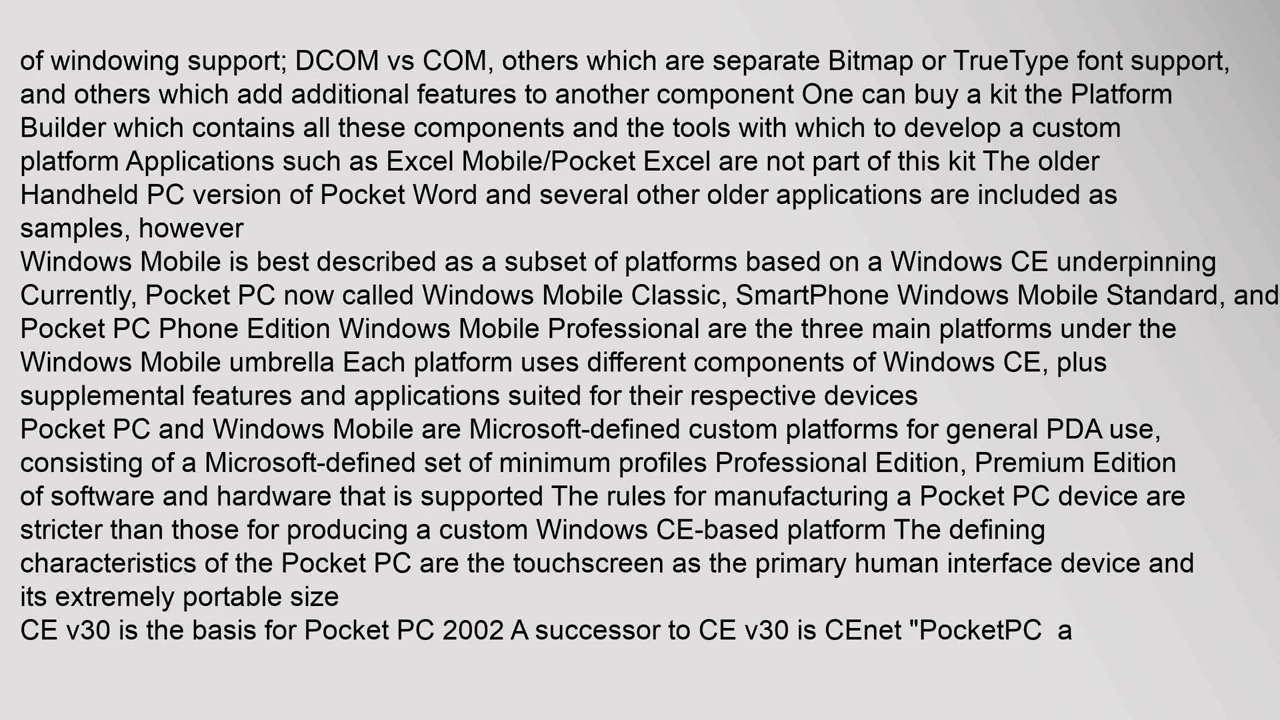 of windowing support; DCOM vs COM, others which are separate Bitmap or TrueType font support,
and others which add additional features to another component One can buy a kit the Platform
Builder which contains all these components and the tools with which to develop a custom
platform Applications such as Excel Mobile/Pocket Excel are not part of this kit The older
Handheld PC version of Pocket Word and several other older applications are included as
samples, however
Windows Mobile is best described as a subset of platforms based on a Windows CE underpinning
Currently, Pocket PC now called Windows Mobile Classic, SmartPhone Windows Mobile Standard, and
Pocket PC Phone Edition Windows Mobile Professional are the three main platforms under the
Windows Mobile umbrella Each platform uses different components of Windows CE, plus
supplemental features and applications suited for their respective devices
Pocket PC and Windows Mobile are Microsoft-defined custom platforms for general PDA use,
consisting of a Microsoft-defined set of minimum profiles Professional Edition, Premium Edition
of software and hardware that is supported The rules for manufacturing a Pocket PC device are
stricter than those for producing a custom Windows CE-based platform The defining
characteristics of the Pocket PC are the touchscreen as the primary human interface device and
its extremely portable size
CE v30 is the basis for Pocket PC 2002 A successor to CE v30 is CEnet "PocketPC  a